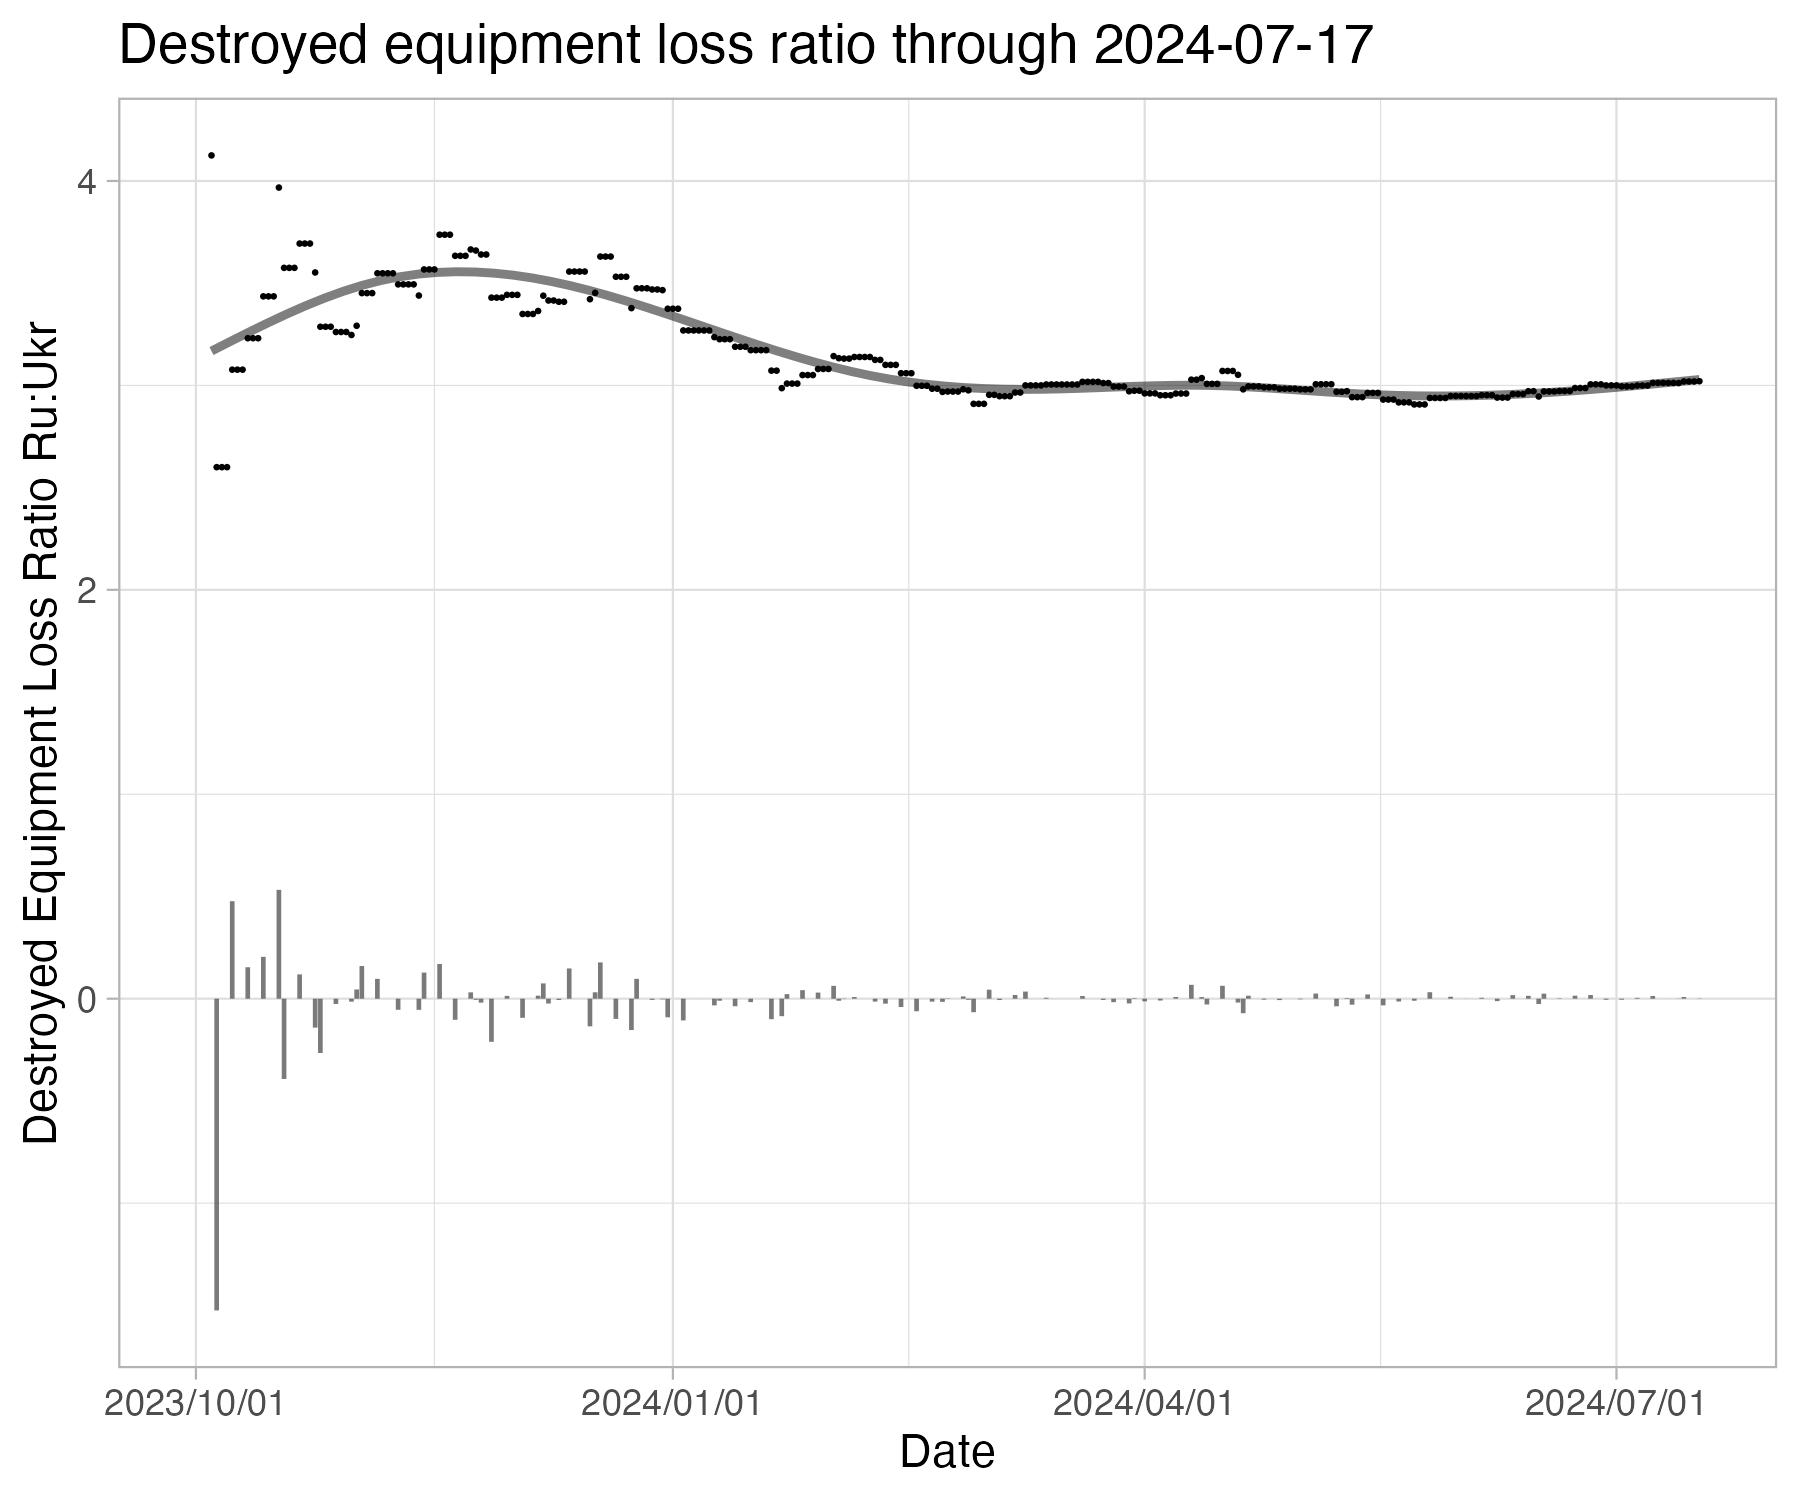 Destroyed equipment loss ratio through 2024-07-17
Destroyed Equipment Loss Ratio Ru:Ukr
4
2
0
2023/10/01
2024/01/01
2024/04/01
2024/07/01
Date